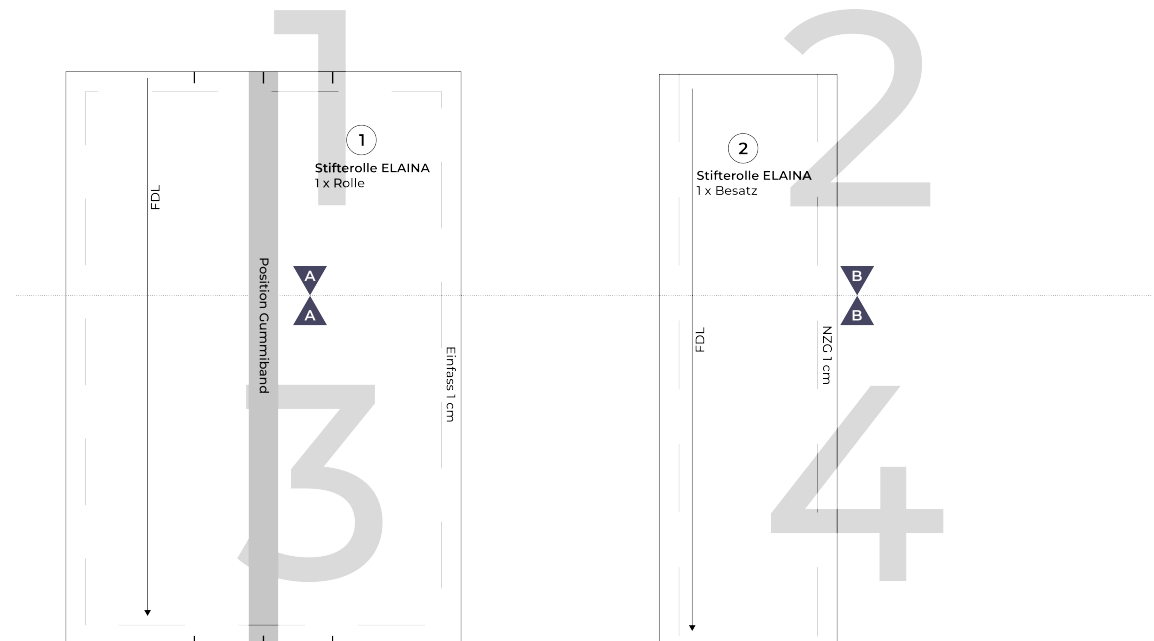 1
2
1
Stifterolle ELAINA
1 x Rolle
2
Stifterolle ELAINA
1 x Besatz
FDL
Position Gummiband
A
A
B
B
FDL
NZG 1 cm
Einfass 1 cm
3
4